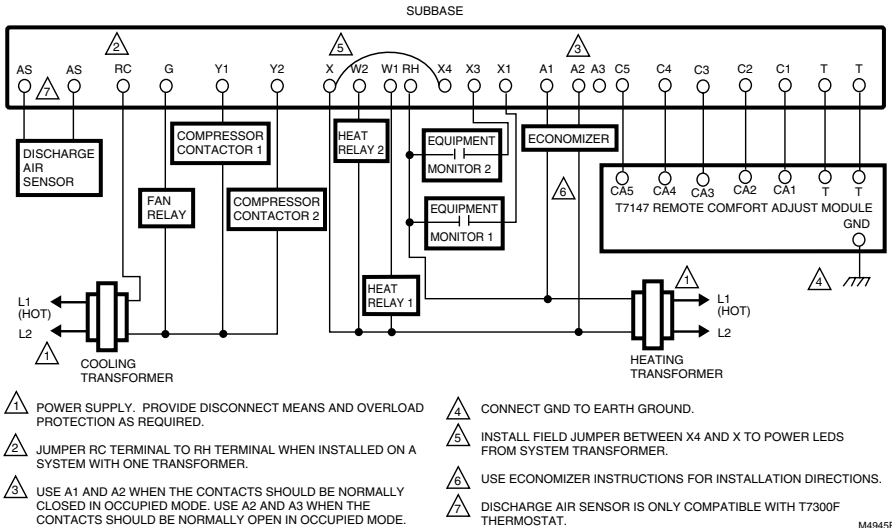 SUBBASE
2
5
3
AS
AS
RC
G
Y1
Y2
X
W2
W1
RH
X4
X3
X1
A1
A2
A3
C5
C4
C3
C2
C1
T
T
7
DISCHARGE
AIR
SENSOR
COMPRESSOR
CONTACTOR 1
FAN
RELAY
COMPRESSOR
CONTACTOR 2
HEAT
RELAY 2
EQUIPMENT
MONITOR 2
EQUIPMENT
MONITOR 1
HEAT
RELAY 1
ECONOMIZER
6
CA5
CA4
CA3
CA2
CA1
T
T
T7147 REMOTE COMFORT ADJUST MODULE
GND
4
L1
(HOT)
L2
1
COOLING
TRANSFORMER
1
L1
(HOT)
L2
HEATING
TRANSFORMER
1 POWER SUPPLY. PROVIDE DISCONNECT MEANS AND OVERLOAD
PROTECTION AS REQUIRED.
2 JUMPER RC TERMINAL TO RH TERMINAL WHEN INSTALLED ON A
SYSTEM WITH ONE TRANSFORMER.
3 USE A1 AND A2 WHEN THE CONTACTS SHOULD BE NORMALLY
CLOSED IN OCCUPIED MODE. USE A2 AND A3 WHEN THE
CONTACTS SHOULD BE NORMALLY OPEN IN OCCUPIED MODE.
4 CONNECT GND TO EARTH GROUND.
5 INSTALL FIELD JUMPER BETWEEN X4 AND X TO POWER LEDS
FROM SYSTEM TRANSFORMER.
6 USE ECONOMIZER INSTRUCTIONS FOR INSTALLATION DIRECTIONS.
7 DISCHARGE AIR SENSOR IS ONLY COMPATIBLE WITH T7300F
THERMOSTAT.